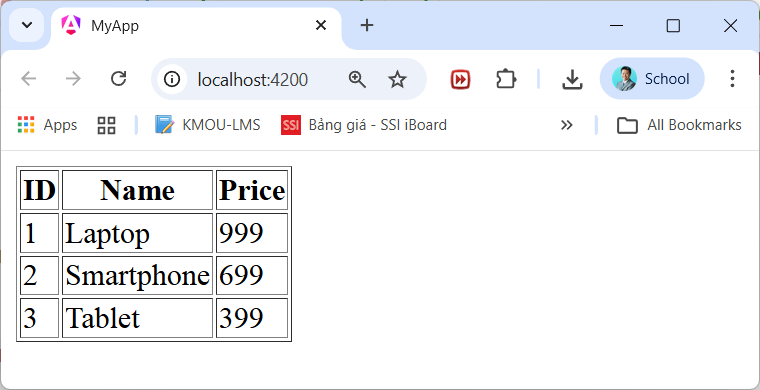 MyApp
localhost:4200
School
Apps
KMOU-LMS
SSI
Bảng giá - SSI iBoard
All Bookmarks
ID Name Price
1 Laptop 999
2 Smartphone 699
3 Tablet 399